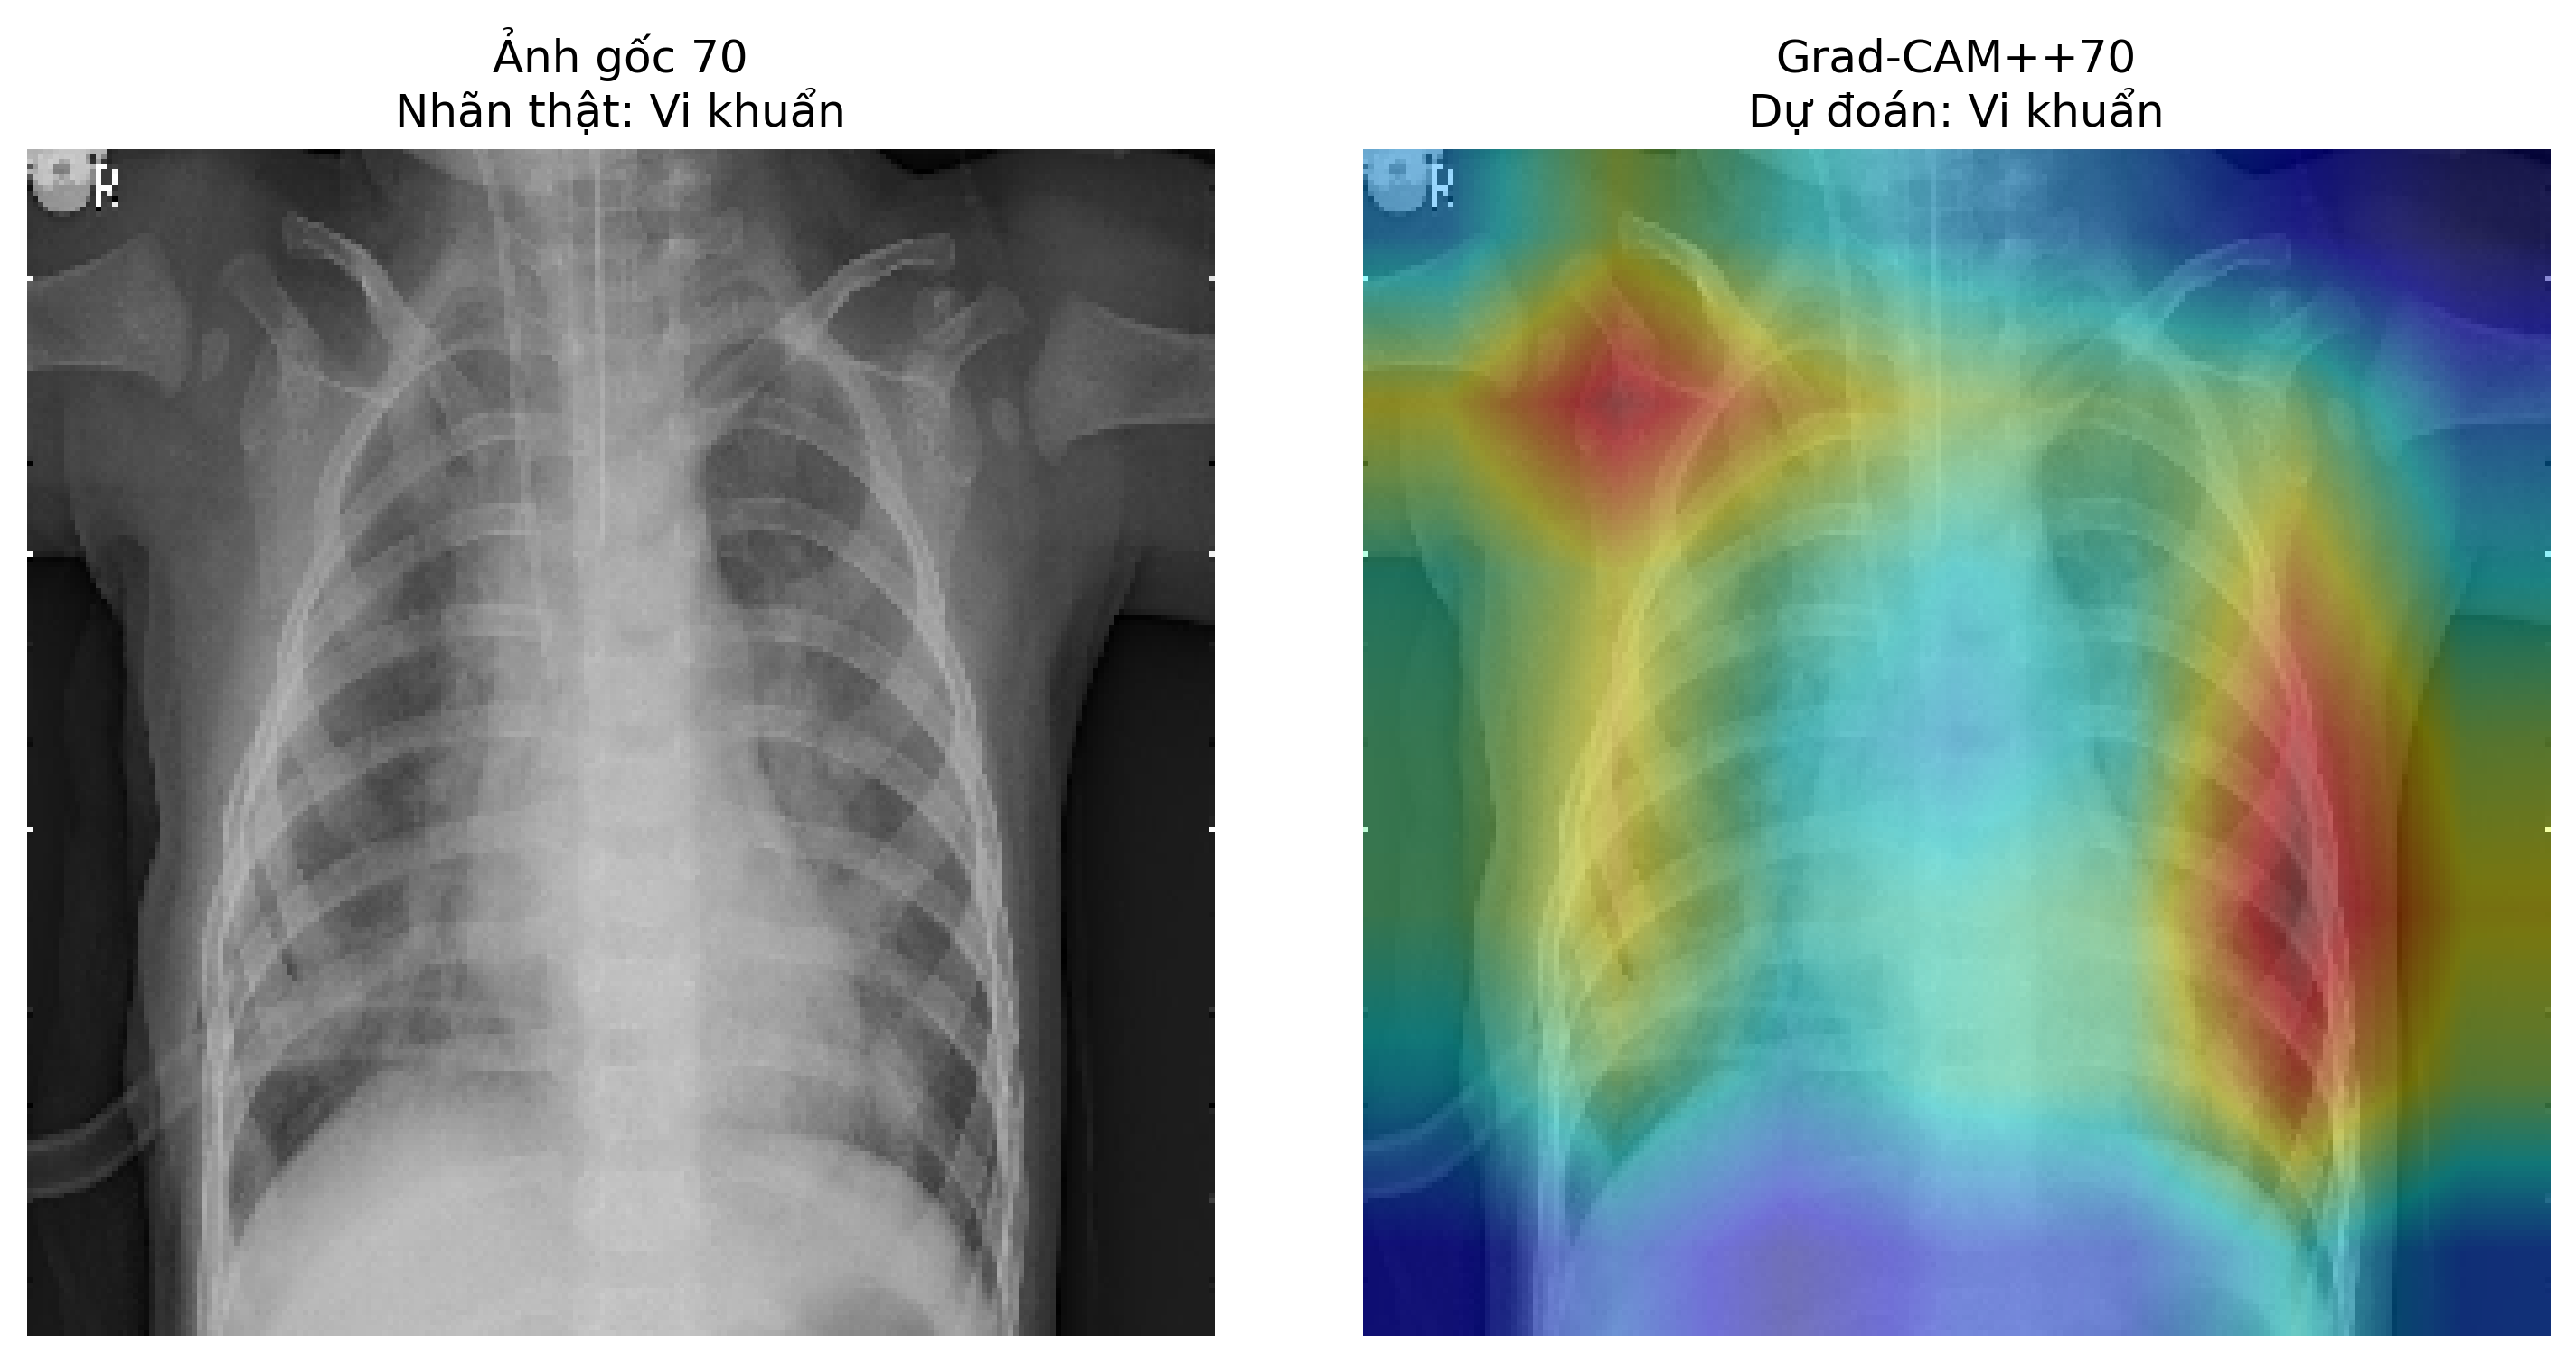 Ảnh gốc 70
Nhãn thật: Vi khuẩn
Grad-CAM++70
Dự đoán: Vi khuẩn
R